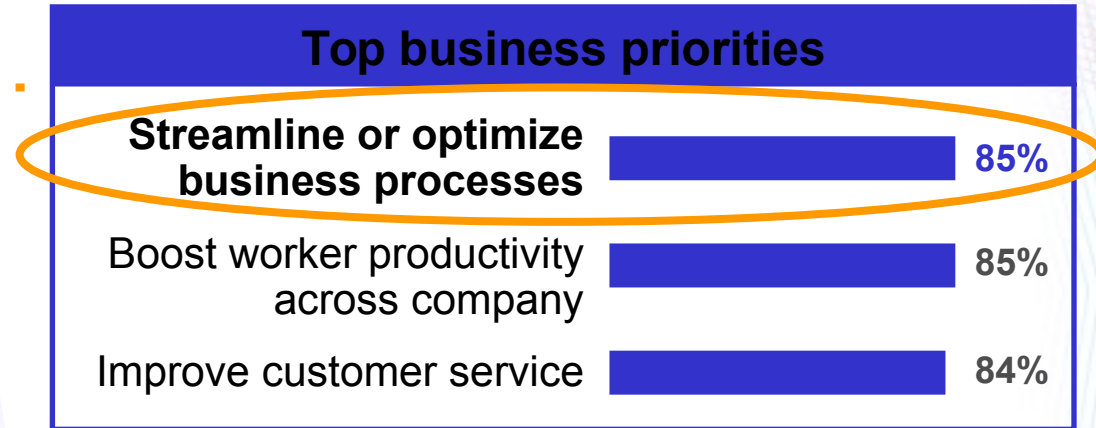 Top business priorities
Streamline or optimize
business processes
85%
Boost worker productivity
across company
85%
Improve customer service
84%